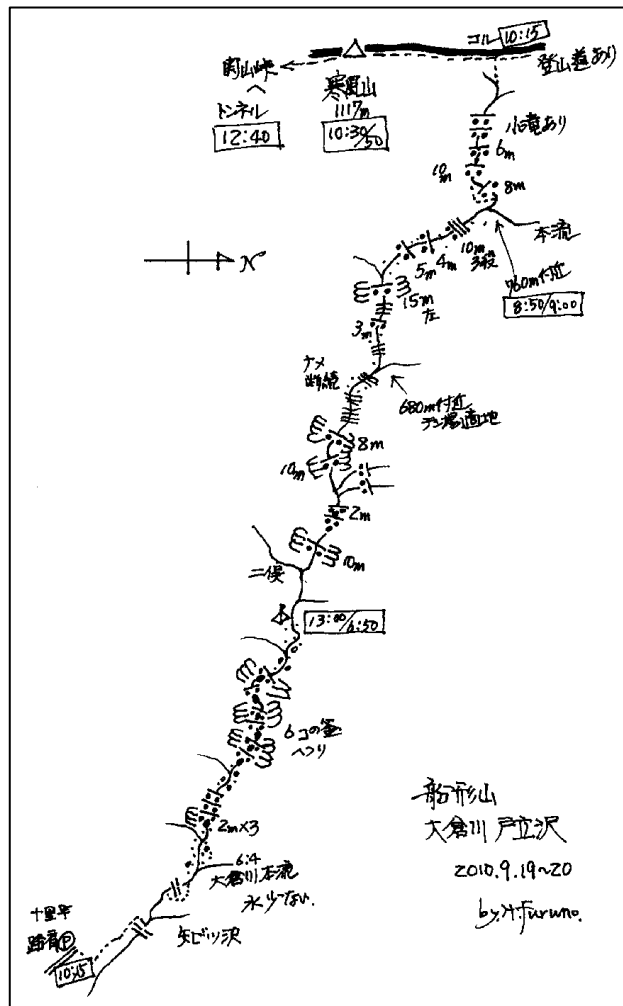 コル 10:15
関山峠
へ
トンネル
12:40
寒風山
1117m
10:30/50
登山道あり
小滝あり
6m
10m
8m
本流
10m
3段
4m
5m
760m付近
8:50/9:00
N
15m
左
3m
ナメ
断続
680m付近
テン場適地
8m
10m
2m
10m
二俣
13:00/6:50
6コの釜
へつり
2m×3
6:4
大倉川本流
水少ない.
矢ビツ沢
十里平
路肩P
10:15
船形山
大倉川 戸立沢
2010.9.19~20
by.
furuno.